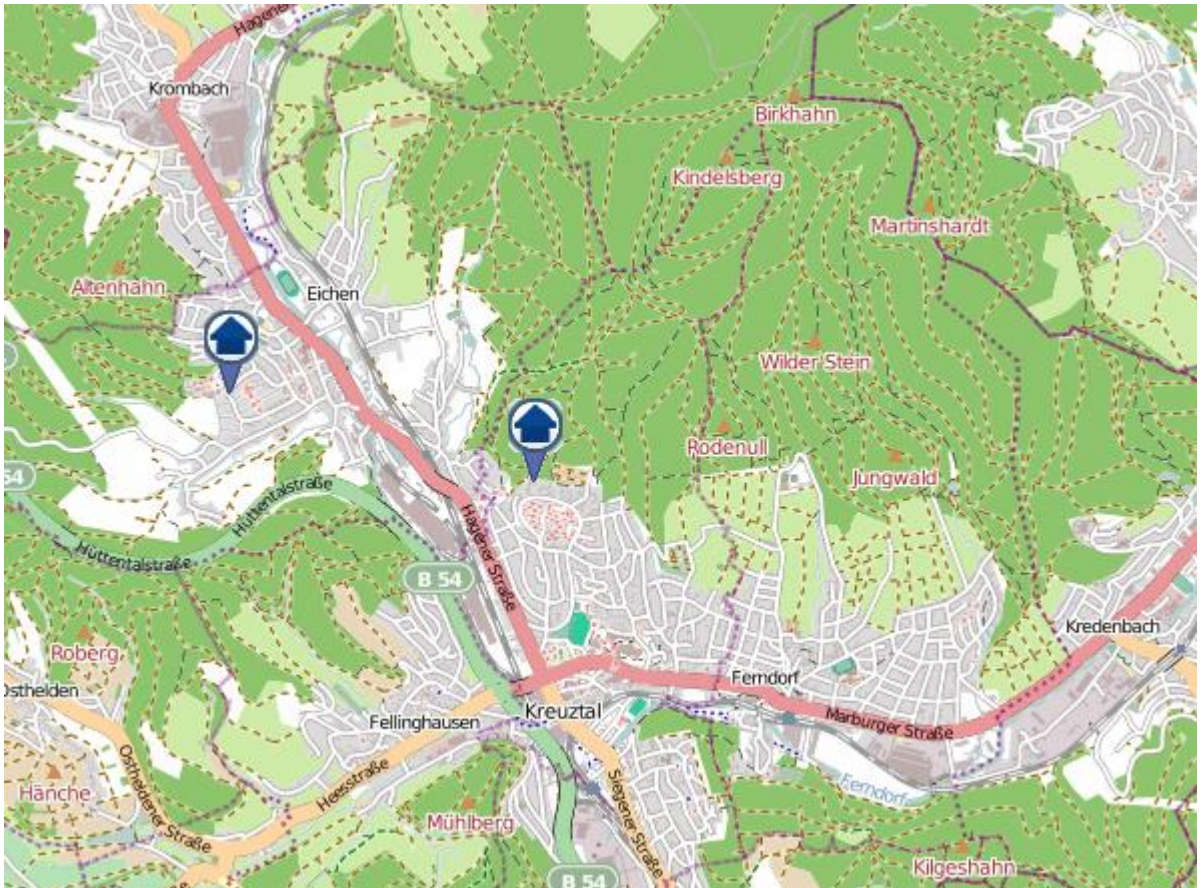 Hagener
Krombach
Birkhahn
Kindelsberg
Martinshardt
Altenhahn
Eichen
Wilder Stein
Rodenull
Jungwald
54
Hüttentalstraße
Hüttentalstraße
Hagener Straße
B 54
Kredenbach
Roberg
Osthelden
Ferndorf
Fellinghausen
Kreuztal
Marburger Straße
Hänche
Ostheldener Straße
Heesstraße
Siegener Straße
Ferndorf
Mühlberg
Kilgeshahn
B 54